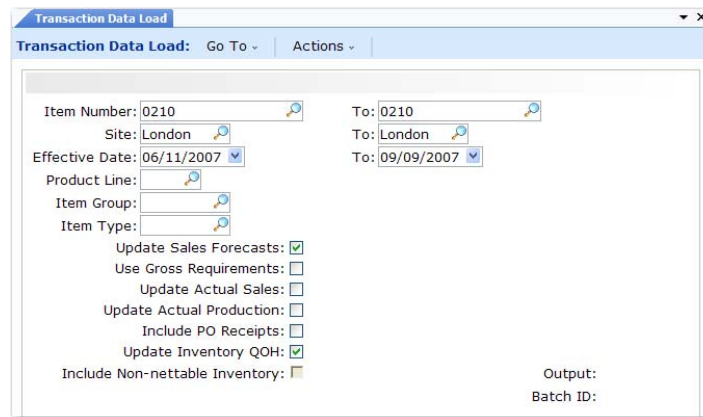 Transaction Data Load
Transaction Data Load: Go To Actions
Item Number: 0210 To: 0210
Site: London To: London
Effective Date: 06/11/2007 To: 09/09/2007
Product Line:
Item Group:
Item Type:
Update Sales Forecasts:
Use Gross Requirements:
Update Actual Sales:
Update Actual Production:
Include PO Receipts:
Update Inventory QOH:
Include Non-nettable Inventory: Output:
Batch ID: